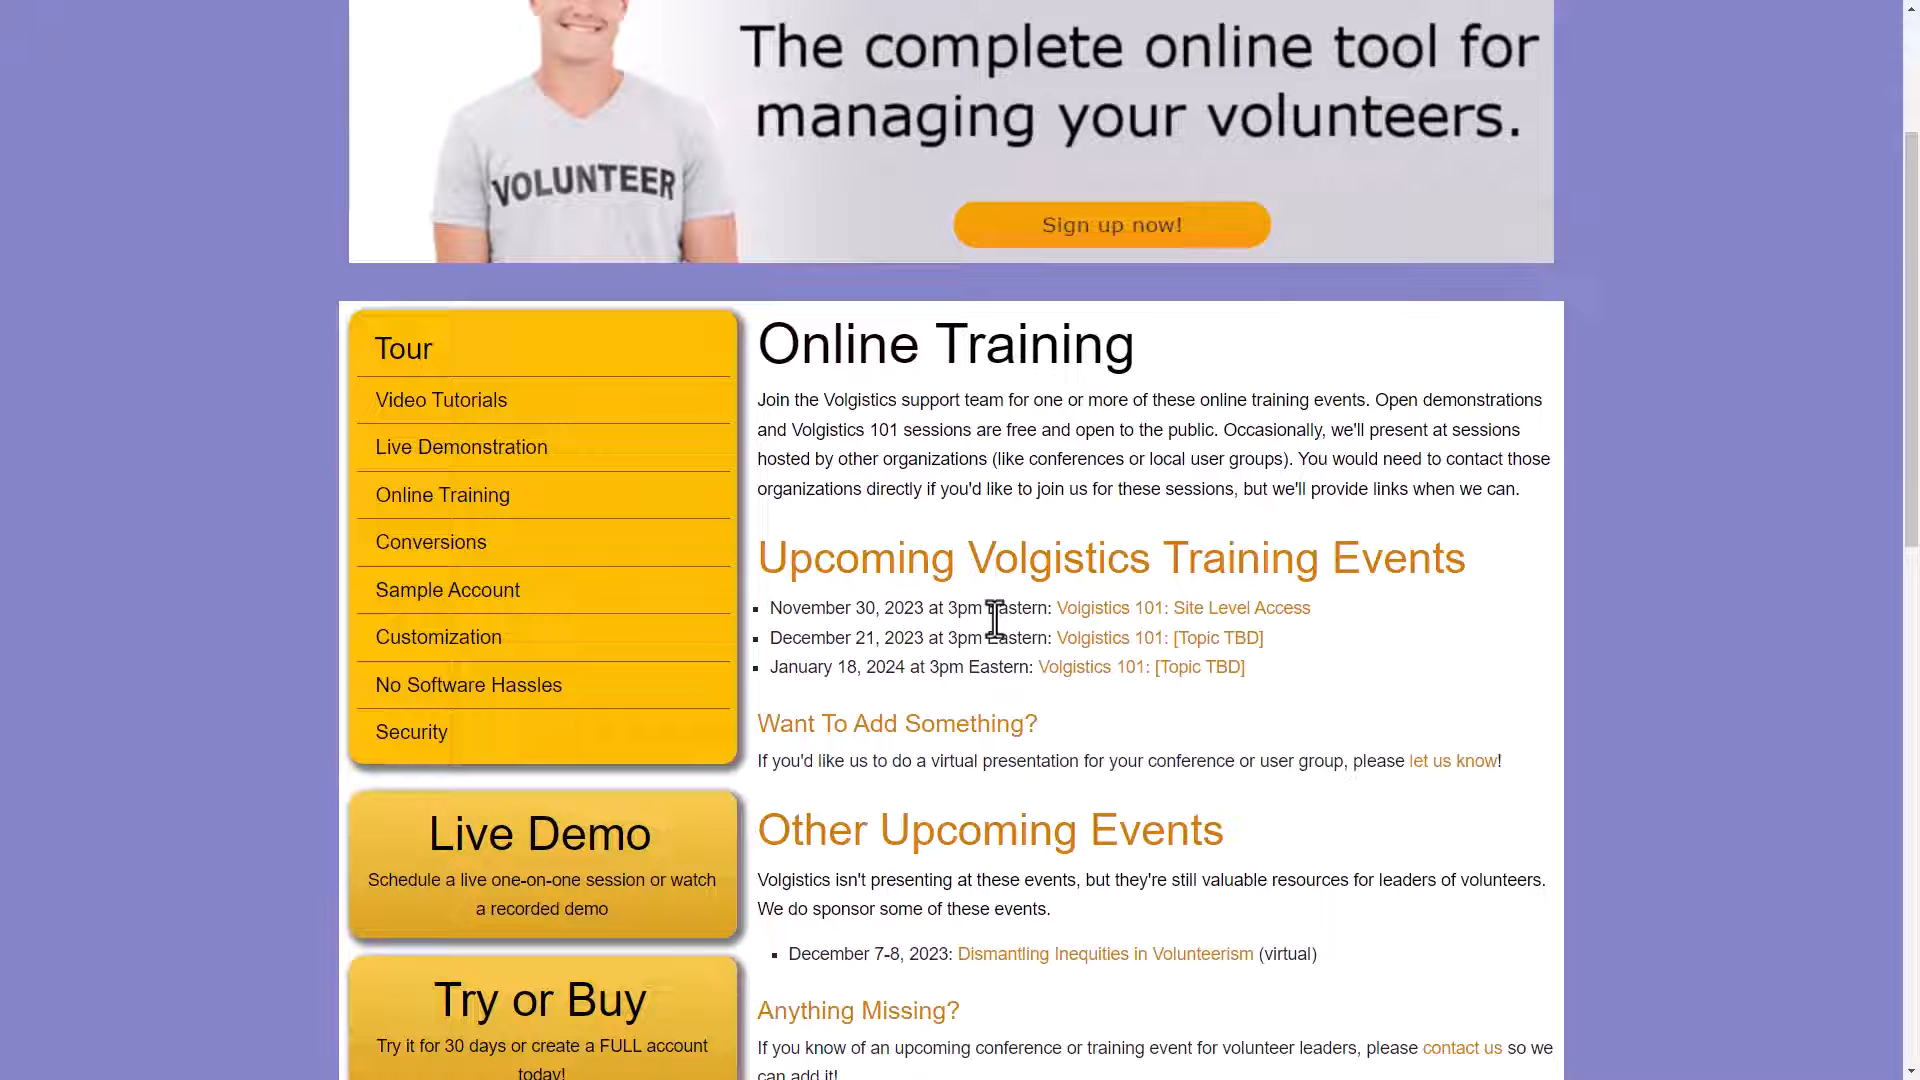 The complete online tool for
managing your volunteers.
VOLUNTEER
Sign up now!
Tour
Video Tutorials
Live Demonstration
Online Training
Conversions
Sample Account
Customization
No Software Hassles
Security
Live Demo
Schedule a live one-on-one session or watch
a recorded demo
Try or Buy
Try it for 30 days or create a FULL account
today!
Online Training
Join the Volgistics support team for one or more of these online training events. Open demonstrations
and Volgistics 101 sessions are free and open to the public. Occasionally, we'll present at sessions
hosted by other organizations (like conferences or local user groups). You would need to contact those
organizations directly if you'd like to join us for these sessions, but we'll provide links when we can.
Upcoming Volgistics Training Events
November 30, 2023 at 3pm Eastern: Volgistics 101: Site Level Access
December 21, 2023 at 3pm Eastern: Volgistics 101: [Topic TBD]
January 18, 2024 at 3pm Eastern: Volgistics 101: [Topic TBD]
Want To Add Something?
If you'd like us to do a virtual presentation for your conference or user group, please let us know!
Other Upcoming Events
Volgistics isn't presenting at these events, but they're still valuable resources for leaders of volunteers.
We do sponsor some of these events.
December 7-8, 2023: Dismantling Inequities in Volunteerism (virtual)
Anything Missing?
If you know of an upcoming conference or training event for volunteer leaders, please contact us so we
can add it!